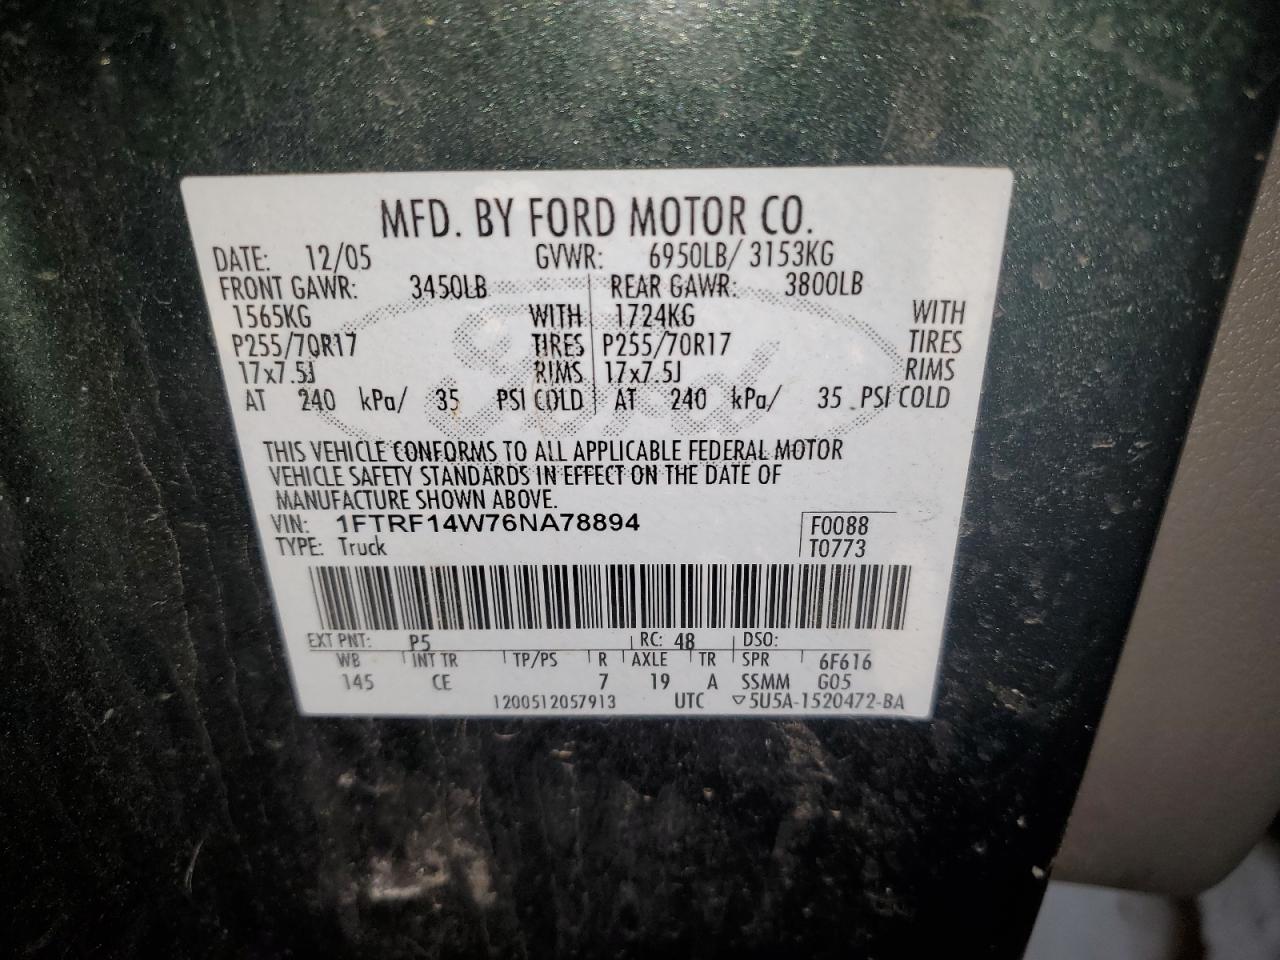 MFD. BY FORD MOTOR CO.
DATE: 12/05 GVWR: 6950LB/ 3153KG
FRONT GAWR: 3450LB REAR GAWR: 3800LB
1565KG WITH 1724KG WITH
P255/70R17 TIRES P255/70R17 TIRES
17x7.5J RIMS 17x7.5J RIMS
AT 240 kPa/ 35 PSI COLD AT 240 kPa/ 35 PSI COLD
THIS VEHICLE CONFORMS TO ALL APPLICABLE FEDERAL MOTOR
VEHICLE SAFETY STANDARDS IN EFFECT ON THE DATE OF
MANUFACTURE SHOWN ABOVE.
VIN: 1FTRF14W76NA78894 F0088
TYPE: Truck T0773
EXT PNT: P5 RC: 48 DSO:
WB INT TR TP/PS R AXLE TR SPR 6F616
145 CE 7 19 A SSMM G05
1200512057913 UTC ▽5U5A-1520472-BA